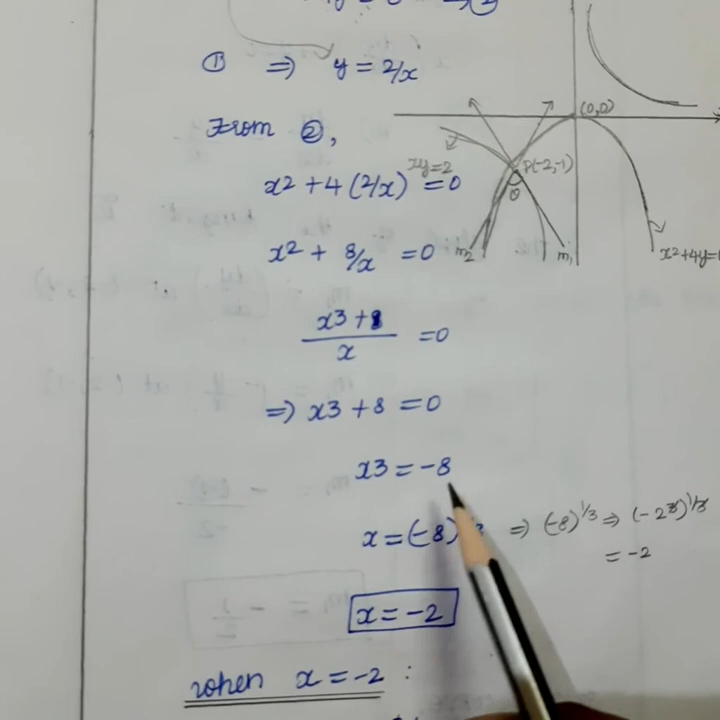 ① ⇒ y = 2/x
From ②,
x2 + 4 (2/x) = 0
x2 + 8/x = 0
x3 + 8
x
= 0
⇒ x3 + 8 = 0
x3 = -8
x = (-8) ⇒ (-8)^1/3 ⇒ (-2^3)^1/3
= -2
x = -2
when x = -2 :
(0,0)
xy=2
P(-2,-1)
θ
m2
m1
x²+4y=